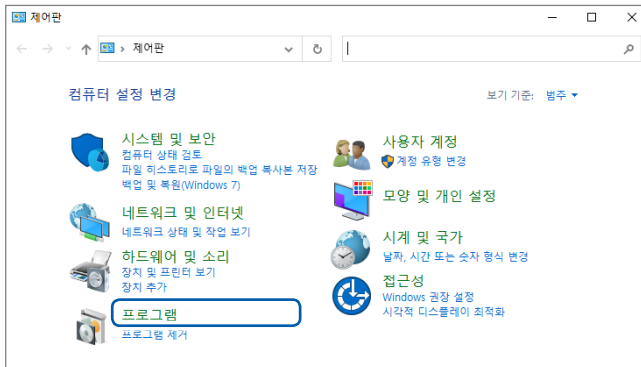 제어판
제어판
컴퓨터 설정 변경
보기 기준: 범주
시스템 및 보안
컴퓨터 상태 검토
파일 히스토리로 파일의 백업 복사본 저장
백업 및 복원(Windows 7)
네트워크 및 인터넷
네트워크 상태 및 작업 보기
하드웨어 및 소리
장치 및 프린터 보기
장치 추가
프로그램
프로그램 제거
사용자 계정
계정 유형 변경
모양 및 개인 설정
시계 및 국가
날짜, 시간 또는 숫자 형식 변경
접근성
Windows 권장 설정
시각적 디스플레이 최적화